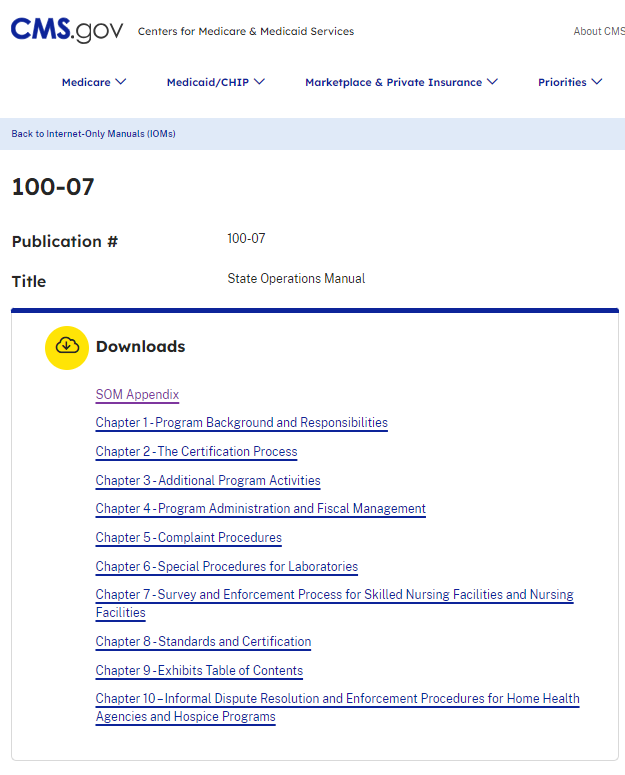 CMS.gov Centers for Medicare & Medicaid Services About CMS
Medicare Medicaid/CHIP Marketplace & Private Insurance Priorities
Back to Internet-Only Manuals (IOMs)
100-07
Publication # 100-07
Title State Operations Manual
Downloads
SOM Appendix
Chapter 1 - Program Background and Responsibilities
Chapter 2 - The Certification Process
Chapter 3 - Additional Program Activities
Chapter 4 - Program Administration and Fiscal Management
Chapter 5 - Complaint Procedures
Chapter 6 - Special Procedures for Laboratories
Chapter 7 - Survey and Enforcement Process for Skilled Nursing Facilities and Nursing
Facilities
Chapter 8 - Standards and Certification
Chapter 9 - Exhibits Table of Contents
Chapter 10 – Informal Dispute Resolution and Enforcement Procedures for Home Health
Agencies and Hospice Programs